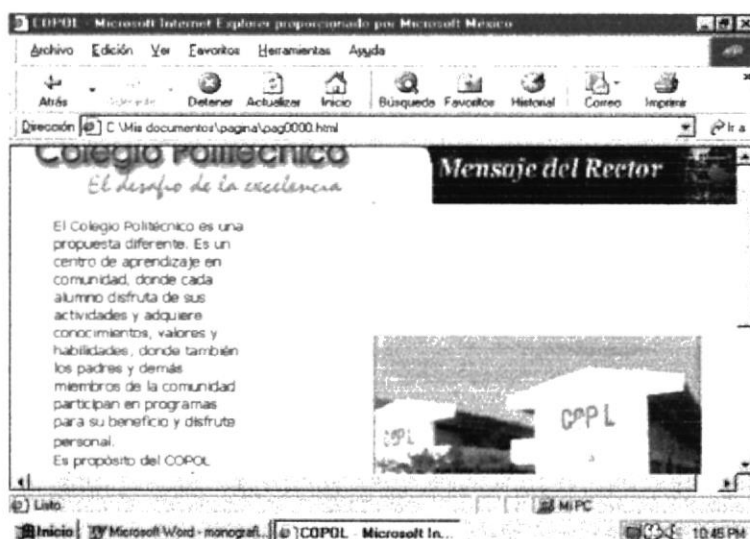 COPOL - Microsoft Internet Explorer proporcionado por Microsoft Mexico
Archivo Edición Ver Favoritos Herramientas Ayuda
Atrás Detener Actualizar Inicio Búsqueda Favoritos Historial Correo Imprimir
Dirección C:\Mis documentos\pagina\pag0000.html Ir a
Colegio Politécnico
El desafío de la excelencia
Mensaje del Rector
El Colegio Politécnico es una
propuesta diferente. Es un
centro de aprendizaje en
comunidad, donde cada
alumno disfruta de sus
actividades y adquiere
conocimientos, valores y
habilidades, donde también
los padres y demás
miembros de la comunidad
participan en programas
para su beneficio y disfrute
personal.
Es propósito del COPOL
Listo Mi PC
Inicio Microsoft Word - monografi... COPOL - Microsoft In... 10:45 PM